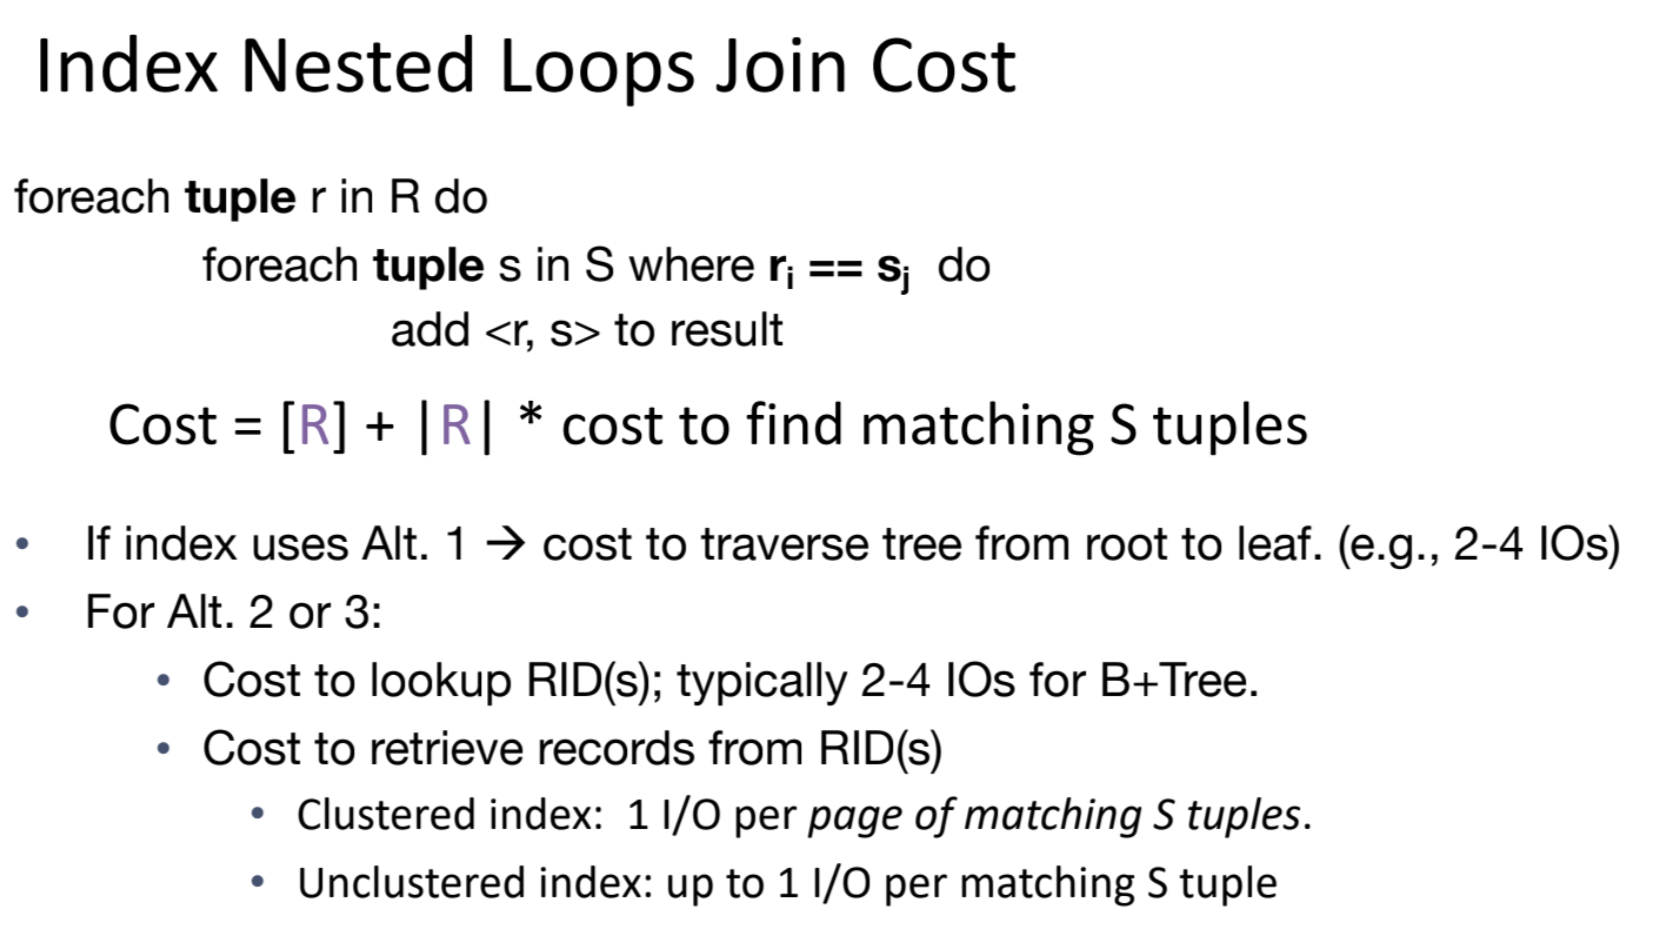 Index Nested Loops Join Cost
foreach tuple r in R do
foreach tuple s in S where rᵢ == sⱼ do
add <r, s> to result
Cost = [R] + |R| * cost to find matching S tuples
• If index uses Alt. 1 → cost to traverse tree from root to leaf. (e.g., 2-4 IOs)
• For Alt. 2 or 3:
• Cost to lookup RID(s); typically 2-4 IOs for B+Tree.
• Cost to retrieve records from RID(s)
• Clustered index: 1 I/O per page of matching S tuples.
• Unclustered index: up to 1 I/O per matching S tuple